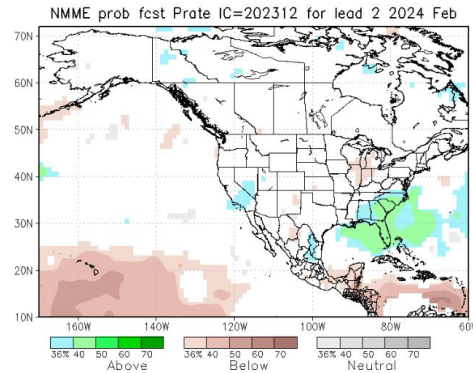 NMME prob fcst Prate IC=202312 for lead 2 2024 Feb
70N
60N
50N
40N
30N
20N
10N
160W 140W 120W 100W 80W 60W
36% 40 50 60 70 36% 40 50 60 70 36% 40 50 60 70
Above Below Neutral